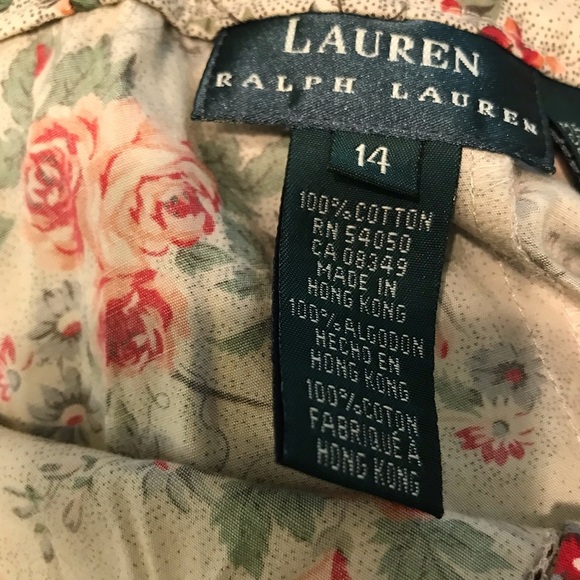 LAUREN
RALPH LAUREN
14
100% COTTON
RN 54050
CA 08349
MADE IN
HONG KONG
100% ALGODON
HECHO EN
HONG KONG
100% COTON
FABRIQUÉ À
HONG KONG